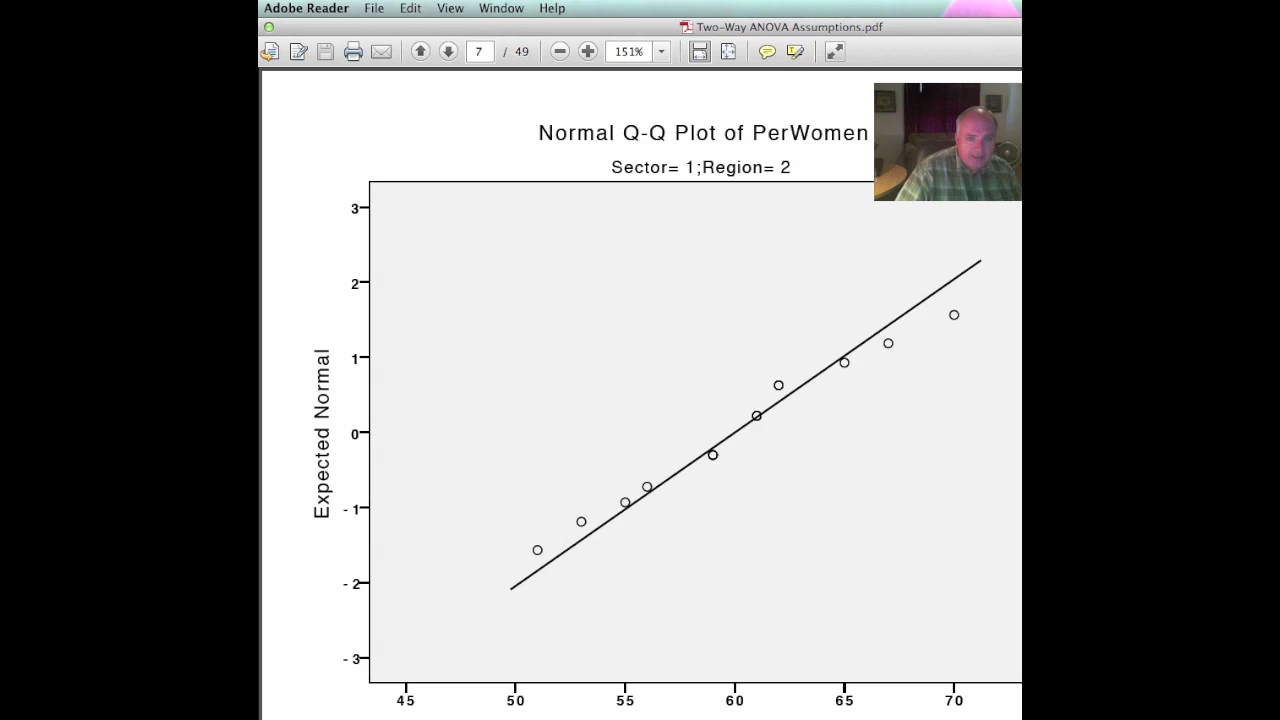 Adobe Reader File Edit View Window Help
Two-Way ANOVA Assumptions.pdf
7 / 49 151%
Normal Q-Q Plot of PerWomen
Sector= 1;Region= 2
3
2
1
0
- 1
- 2
- 3
Expected Normal
45 50 55 60 65 70